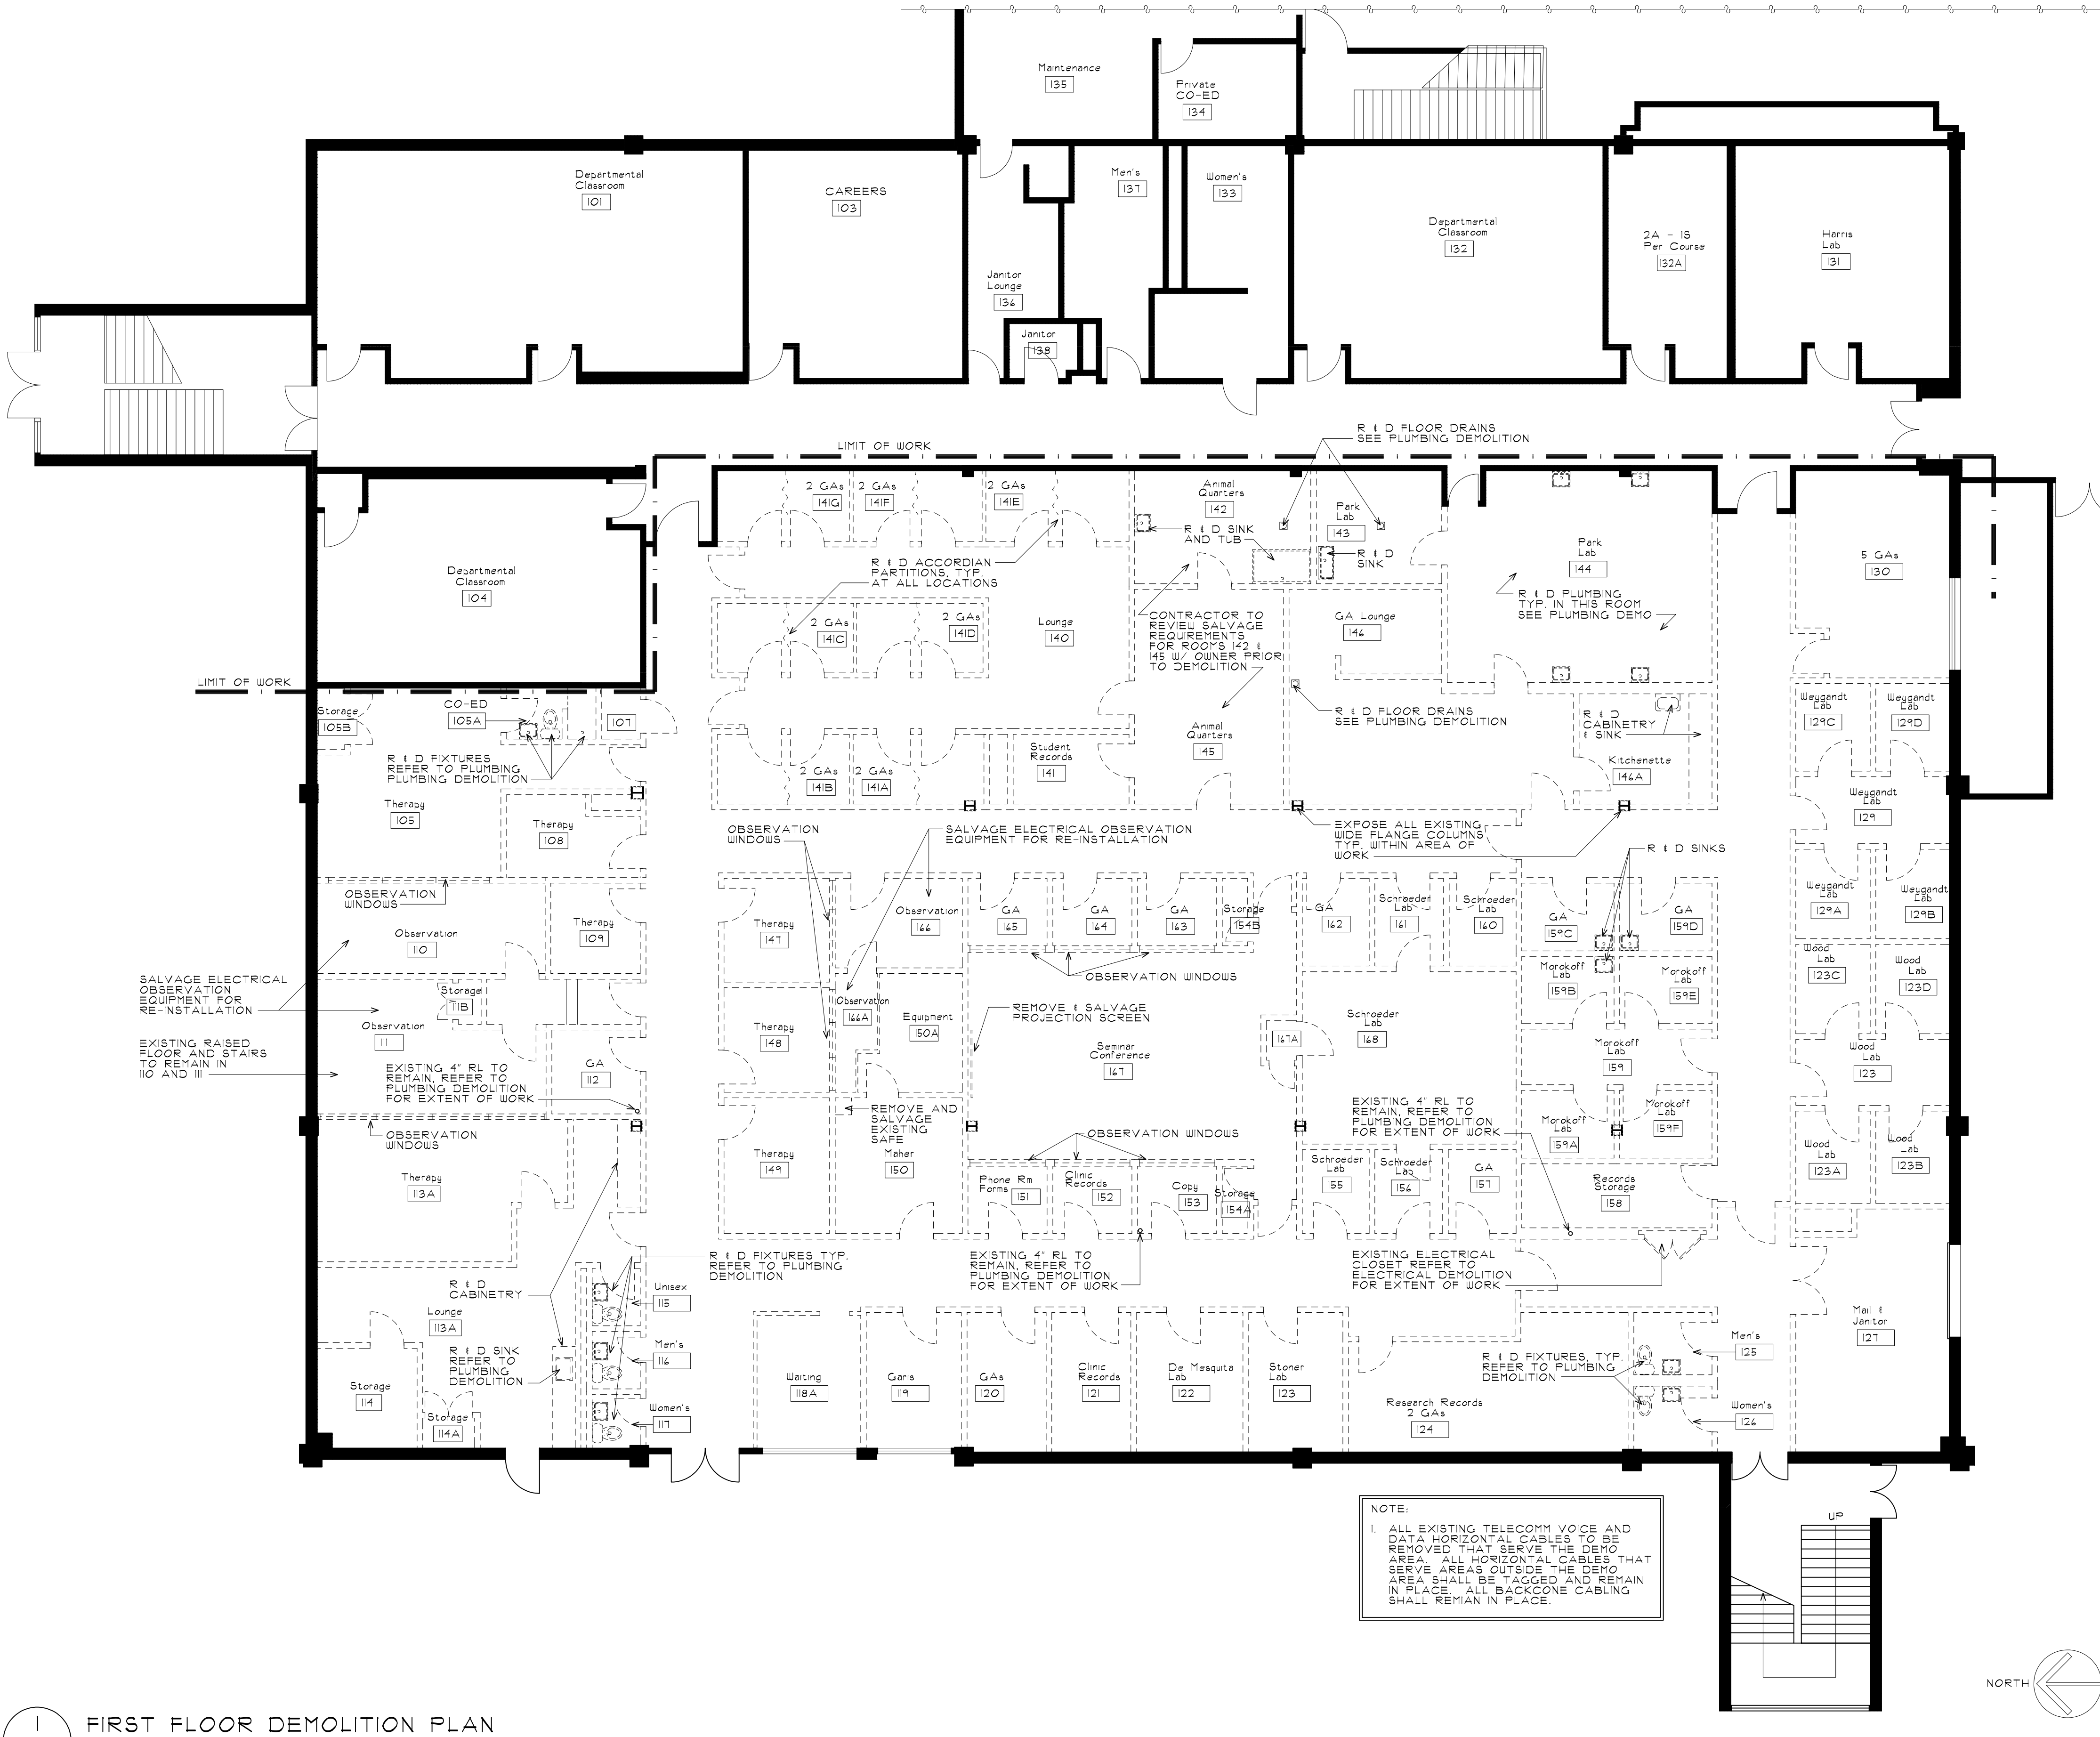 Maintenance
135
Private
CO-ED
134
Departmental
Classroom
101
CAREERS
103
Men's
137
Women's
133
Departmental
Classroom
132
2A - 1S
Per Course
132A
Harris
Lab
131
Janitor
Lounge
136
Janitor
138
LIMIT OF WORK
R & D FLOOR DRAINS
SEE PLUMBING DEMOLITION
Departmental
Classroom
104
2 GAs
141G
2 GAs
141F
2 GAs
141E
Animal
Quarters
142
Park
Lab
143
R & D SINK
AND TUB
R & D
SINK
Park
Lab
144
5 GAs
130
R & D ACCORDIAN
PARTITIONS, TYP.
AT ALL LOCATIONS
R & D PLUMBING
TYP. IN THIS ROOM
SEE PLUMBING DEMO
2 GAs
141C
2 GAs
141D
Lounge
140
CONTRACTOR TO
REVIEW SALVAGE
REQUIREMENTS
FOR ROOMS 142 &
145 W/ OWNER PRIOR
TO DEMOLITION
GA Lounge
146
LIMIT OF WORK
Storage
105B
CO-ED
105A
107
R & D FLOOR DRAINS
SEE PLUMBING DEMOLITION
R & D
CABINETRY
& SINK
Weygandt
Lab
129C
Weygandt
Lab
129D
R & D FIXTURES
REFER TO PLUMBING
PLUMBING DEMOLITION
2 GAs
141B
2 GAs
141A
Student
Records
141
Animal
Quarters
145
Kitchenette
146A
Therapy
105
Therapy
108
Weygandt
Lab
129
OBSERVATION
WINDOWS
SALVAGE ELECTRICAL OBSERVATION
EQUIPMENT FOR RE-INSTALLATION
EXPOSE ALL EXISTING
WIDE FLANGE COLUMNS
TYP. WITHIN AREA OF
WORK
R & D SINKS
OBSERVATION
WINDOWS
Observation
110
Therapy
109
Therapy
147
Observation
166
GA
165
GA
164
GA
163
Storage
154B
GA
162
Schroeder
Lab
161
Schroeder
Lab
160
GA
159C
GA
159D
Weygandt
Lab
129A
Weygandt
Lab
129B
SALVAGE ELECTRICAL
OBSERVATION
EQUIPMENT FOR
RE-INSTALLATION
OBSERVATION WINDOWS
Storage
111B
Observation
111
Observation
166A
Equipment
150A
REMOVE & SALVAGE
PROJECTION SCREEN
Morokoff
Lab
159B
Morokoff
Lab
159E
Wood
Lab
123C
Wood
Lab
123D
EXISTING RAISED
FLOOR AND STAIRS
TO REMAIN IN
110 AND 111
EXISTING 4" RL TO
REMAIN, REFER TO
PLUMBING DEMOLITION
FOR EXTENT OF WORK
GA
112
Therapy
148
Seminar
Conference
167
167A
Schroeder
Lab
168
Morokoff
Lab
159
Wood
Lab
123
OBSERVATION
WINDOWS
REMOVE AND
SALVAGE
EXISTING
SAFE
OBSERVATION WINDOWS
EXISTING 4" RL TO
REMAIN, REFER TO
PLUMBING DEMOLITION
FOR EXTENT OF WORK
Morokoff
Lab
159A
Morokoff
Lab
159F
Wood
Lab
123A
Wood
Lab
123B
Therapy
113A
Therapy
149
Maher
150
Phone Rm
Forms
151
Clinic
Records
152
Copy
153
Storage
154A
Schroeder
Lab
155
Schroeder
Lab
156
GA
157
Records
Storage
158
R & D FIXTURES TYP.
REFER TO PLUMBING
DEMOLITION
EXISTING 4" RL TO
REMAIN, REFER TO
PLUMBING DEMOLITION
FOR EXTENT OF WORK
EXISTING ELECTRICAL
CLOSET REFER TO
ELECTRICAL DEMOLITION
FOR EXTENT OF WORK
R & D
CABINETRY
Lounge
113A
Unisex
115
Men's
116
R & D SINK
REFER TO
PLUMBING
DEMOLITION
Storage
114
Storage
114A
Women's
117
Waiting
118A
Garis
119
GAs
120
Clinic
Records
121
De Mesquita
Lab
122
Stoner
Lab
123
Research Records
2 GAs
124
R & D FIXTURES, TYP.
REFER TO PLUMBING
DEMOLITION
Men's
125
Women's
126
Mail &
Janitor
127
NOTE:
1. ALL EXISTING TELECOMM VOICE AND
DATA HORIZONTAL CABLES TO BE
REMOVED THAT SERVE THE DEMO
AREA. ALL HORIZONTAL CABLES THAT
SERVE AREAS OUTSIDE THE DEMO
AREA SHALL BE TAGGED AND REMAIN
IN PLACE. ALL BACKCONE CABLING
SHALL REMIAN IN PLACE.
UP
NORTH
1
FIRST FLOOR DEMOLITION PLAN